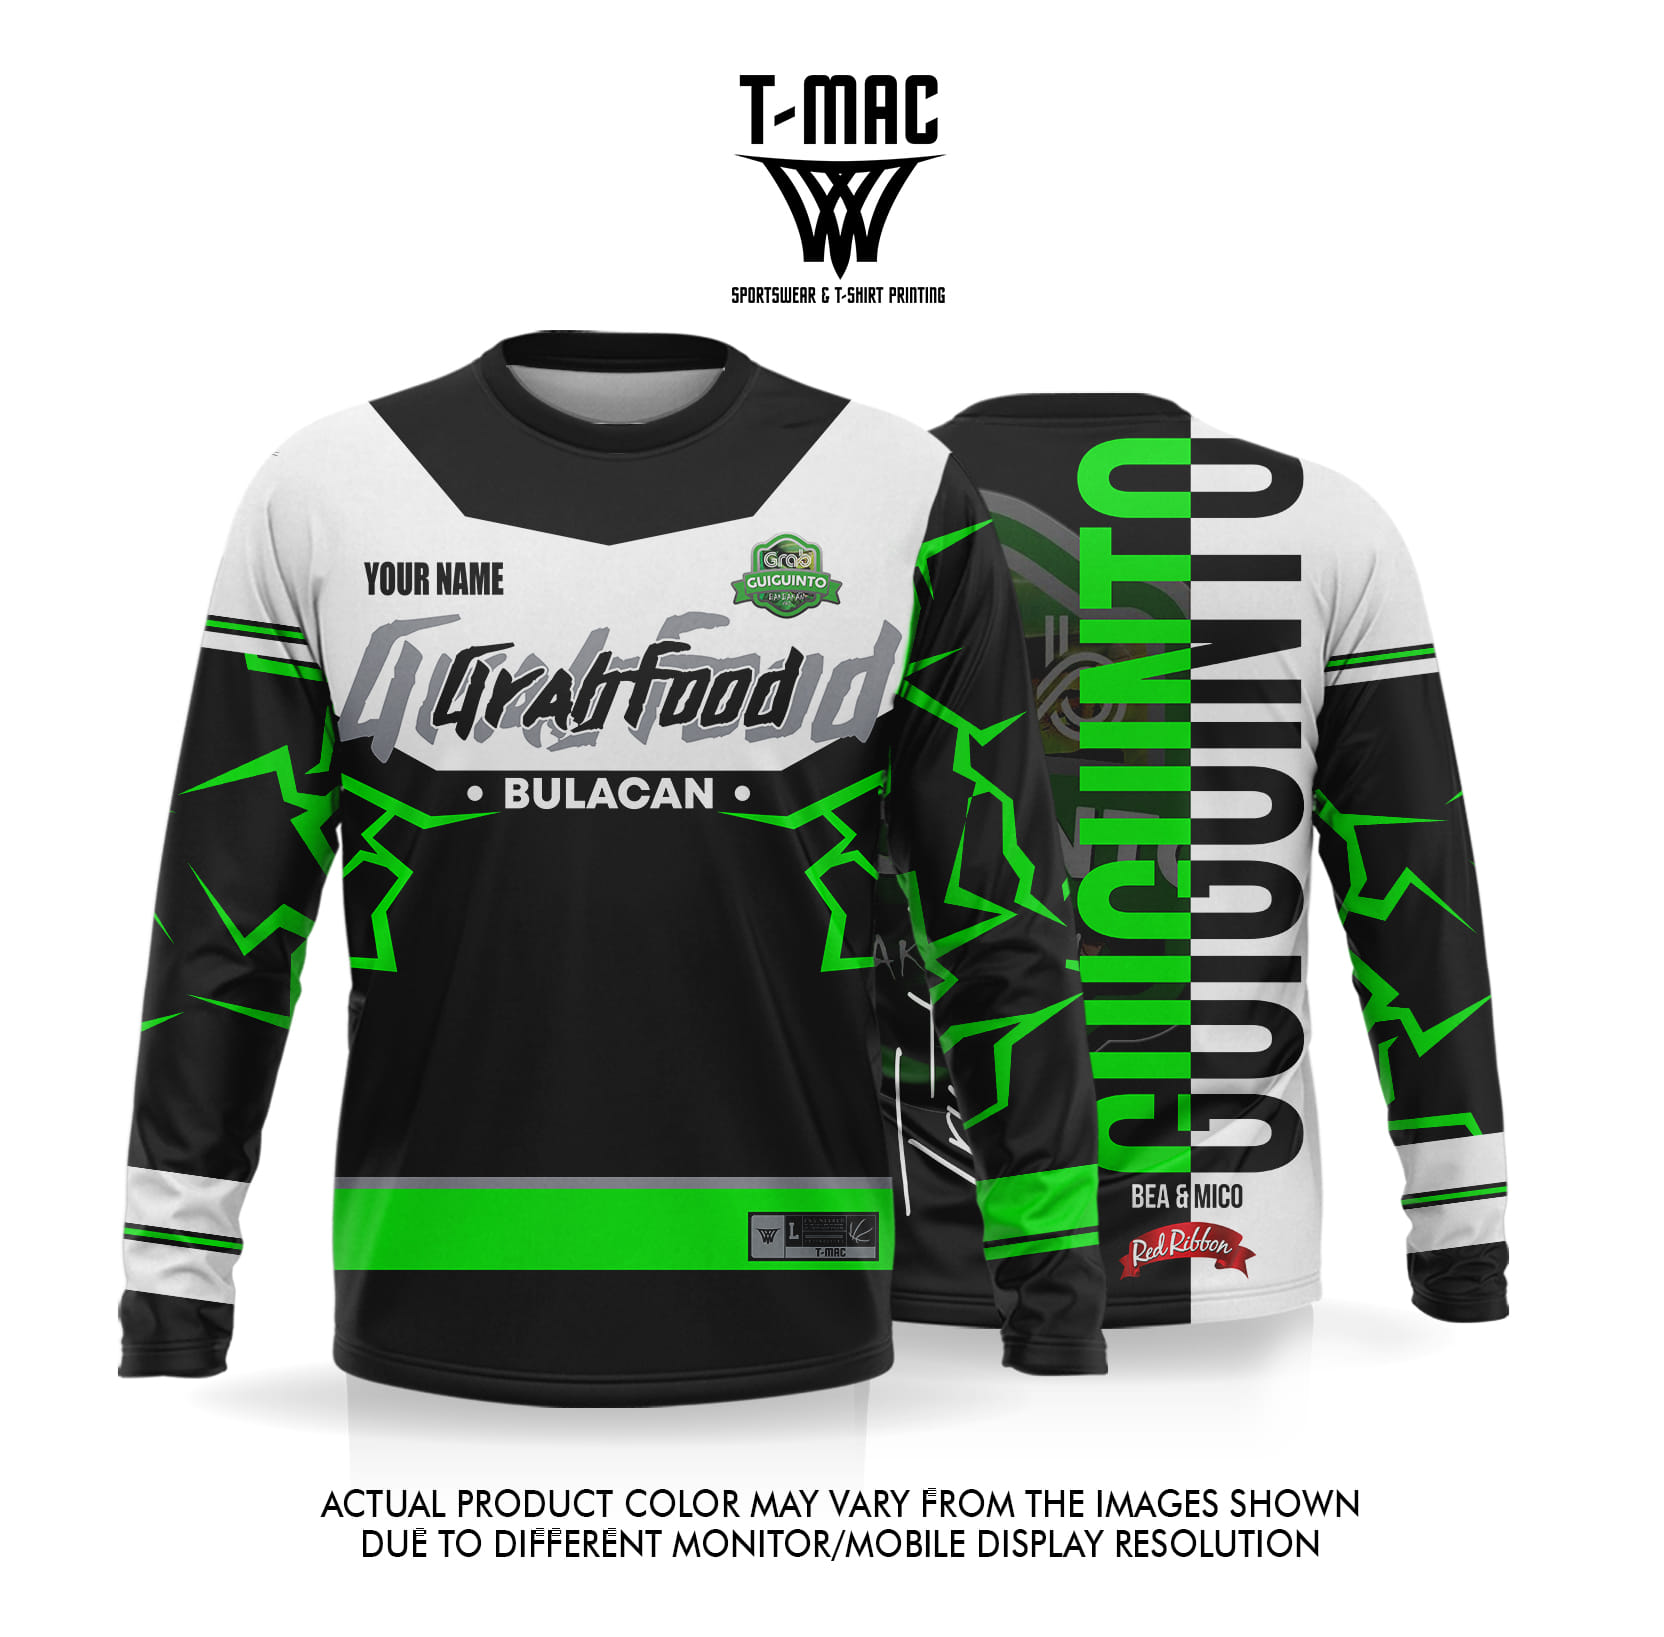 T-MAC
SPORTSWEAR & T-SHIRT PRINTING
YOUR NAME
Grab
GUIGUINTO
Grabfood
Grabfood
• BULACAN •
L
T-MAC
GUIGUINTO
BEA & MICO
Red Ribbon
ACTUAL PRODUCT COLOR MAY VARY FROM THE IMAGES SHOWN
DUE TO DIFFERENT MONITOR/MOBILE DISPLAY RESOLUTION